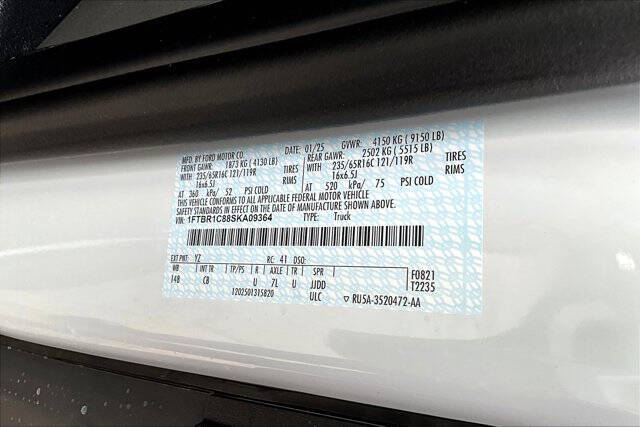 MFD. BY FORD MOTOR CO. 01/25 GVWR: 4150 KG ( 9150 LB)
FRONT GAWR: 1873 KG ( 4130 LB) REAR GAWR: 2502 KG ( 5515 LB)
235/65R16C 121/119R TIRES 235/65R16C 121/119R TIRES
16x6.5J RIMS 16x6.5J RIMS
AT 360 kPa/ 52 PSI COLD AT 520 kPa/ 75 PSI COLD
THIS VEHICLE CONFORMS TO ALL APPLICABLE FEDERAL MOTOR VEHICLE
SAFETY STANDARDS IN EFFECT ON THE DATE OF MANUFACTURE SHOWN ABOVE.
VIN: 1FTBR1C88SKA09364 TYPE: Truck
EXT PNT: YZ RC: 41 DSO:
WB INT TR TP/PS R AXLE TR SPR F0821
148 CB U 7L U JJDD T2235
1202501315820 ULC RU5A-3520472-AA